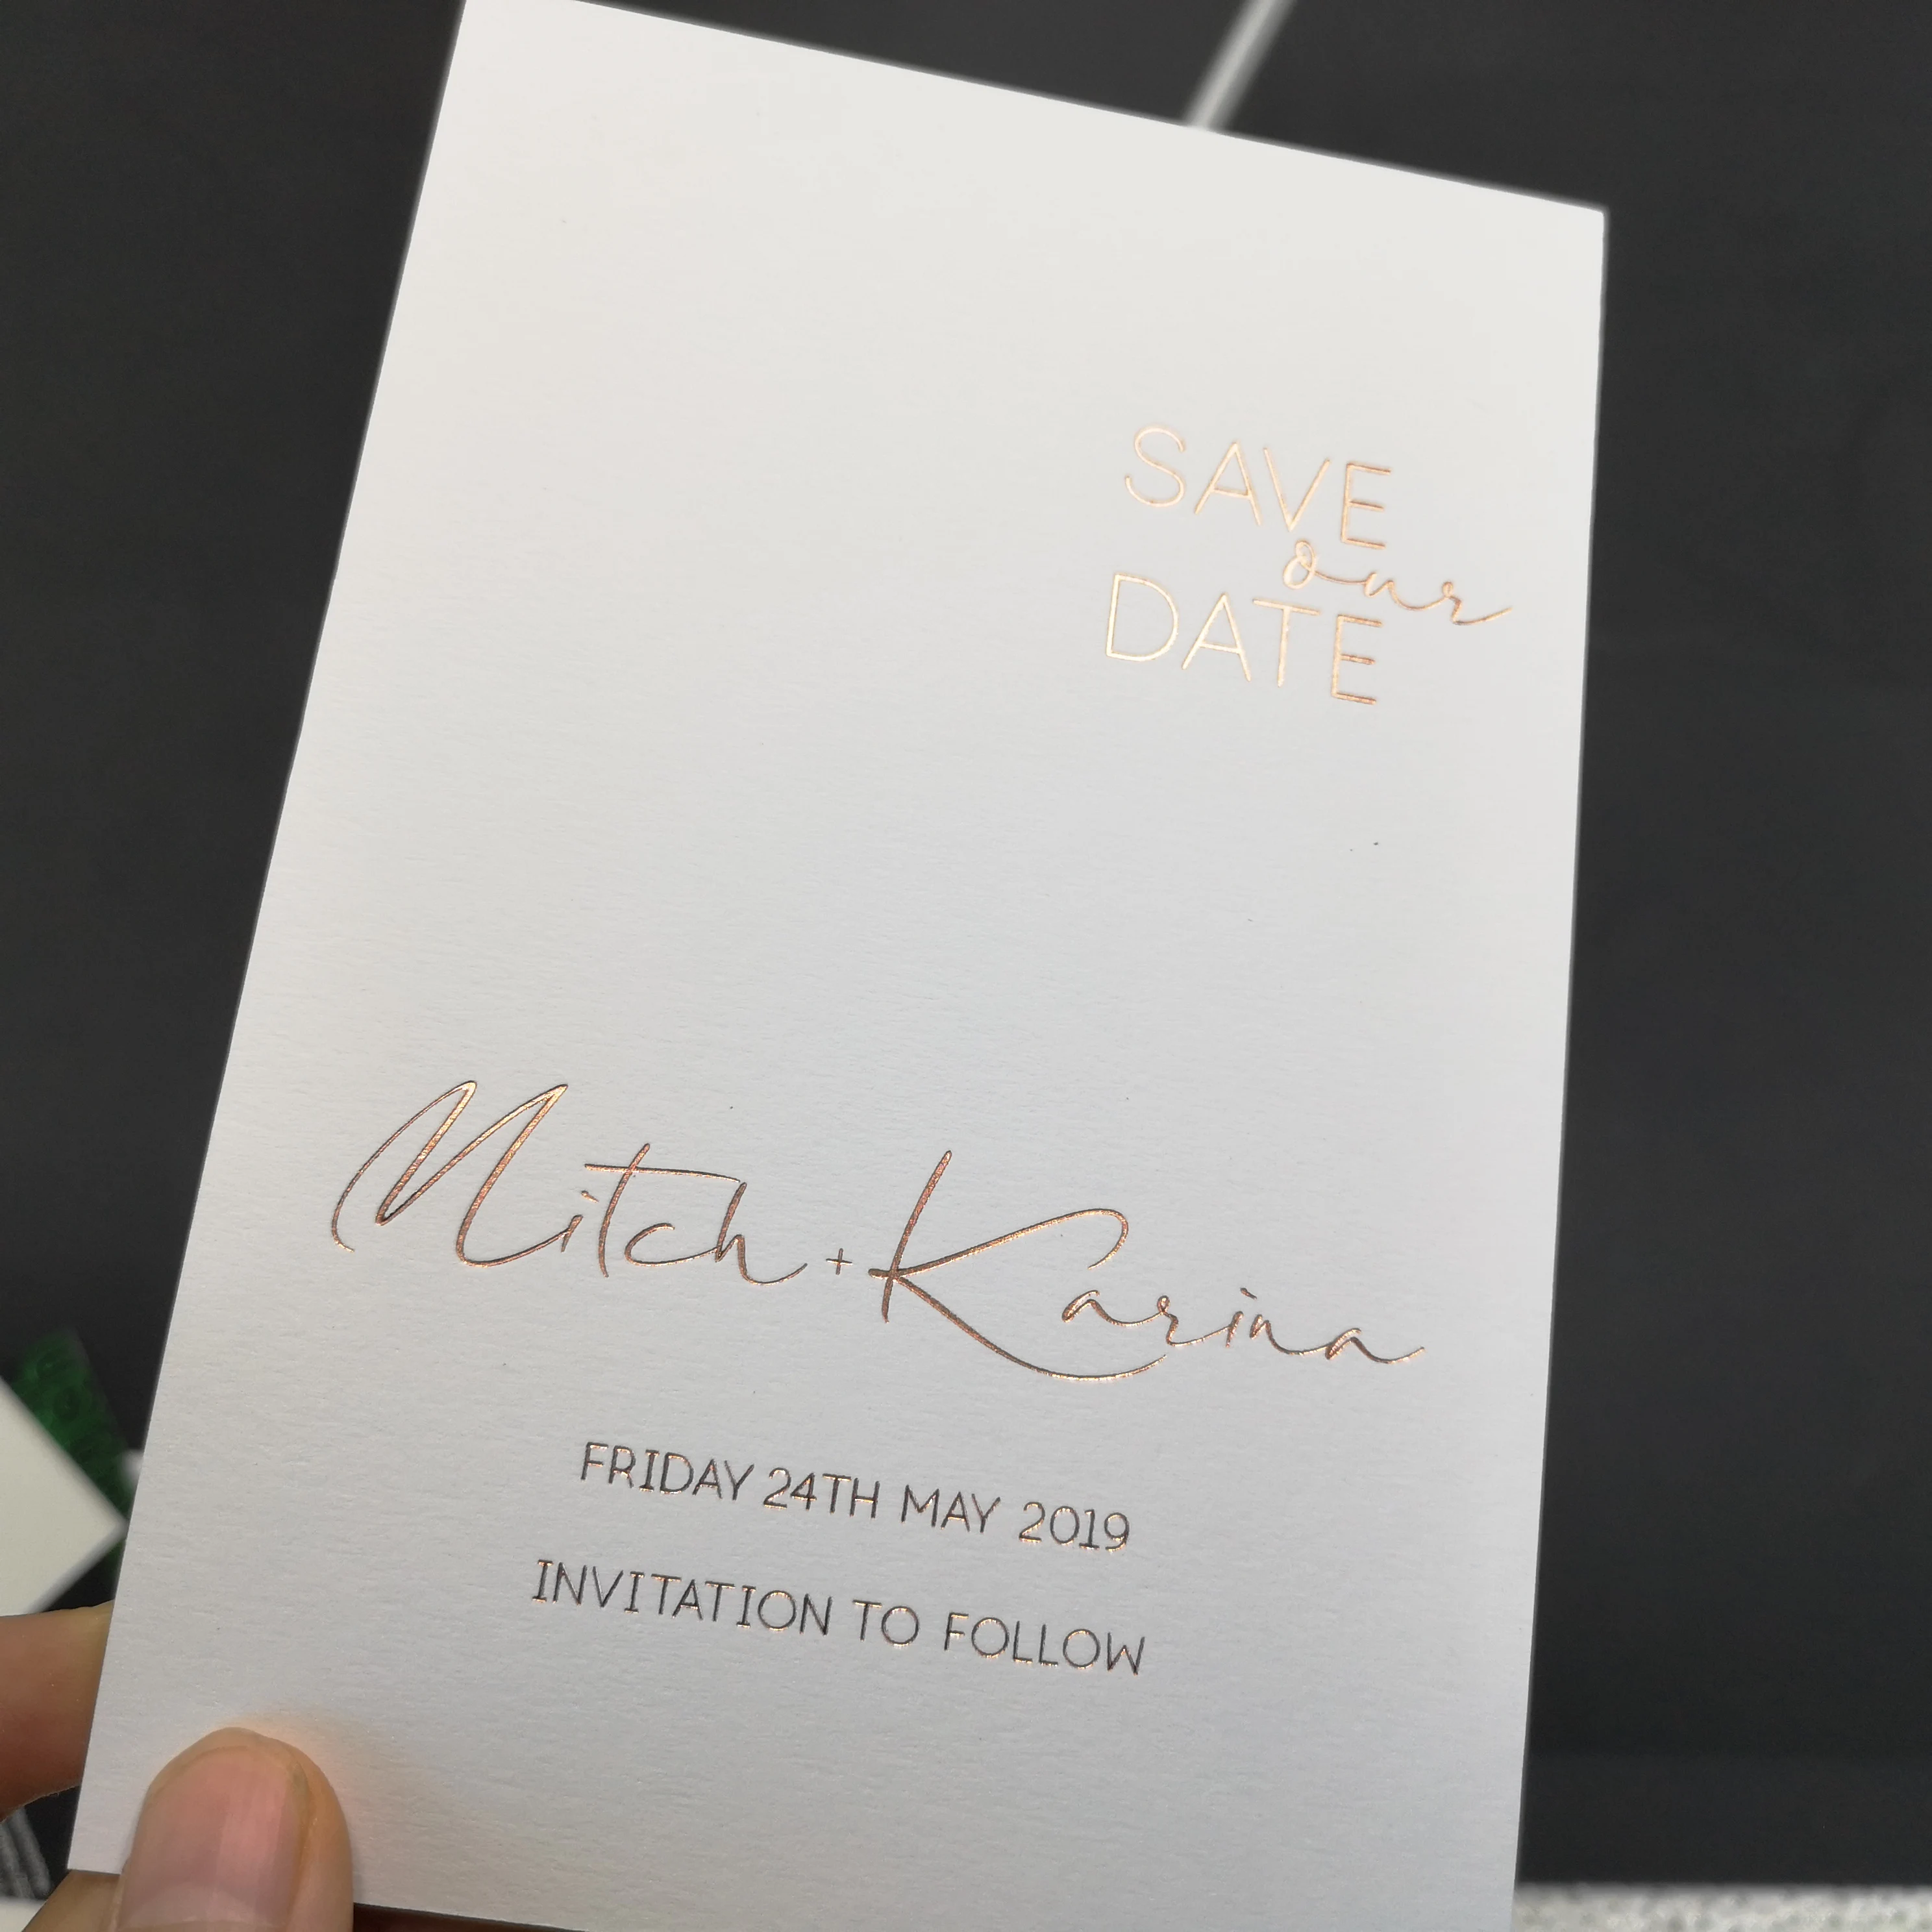 SAVE
our
DATE
Mitch + Karina
FRIDAY 24TH MAY 2019
INVITATION TO FOLLOW